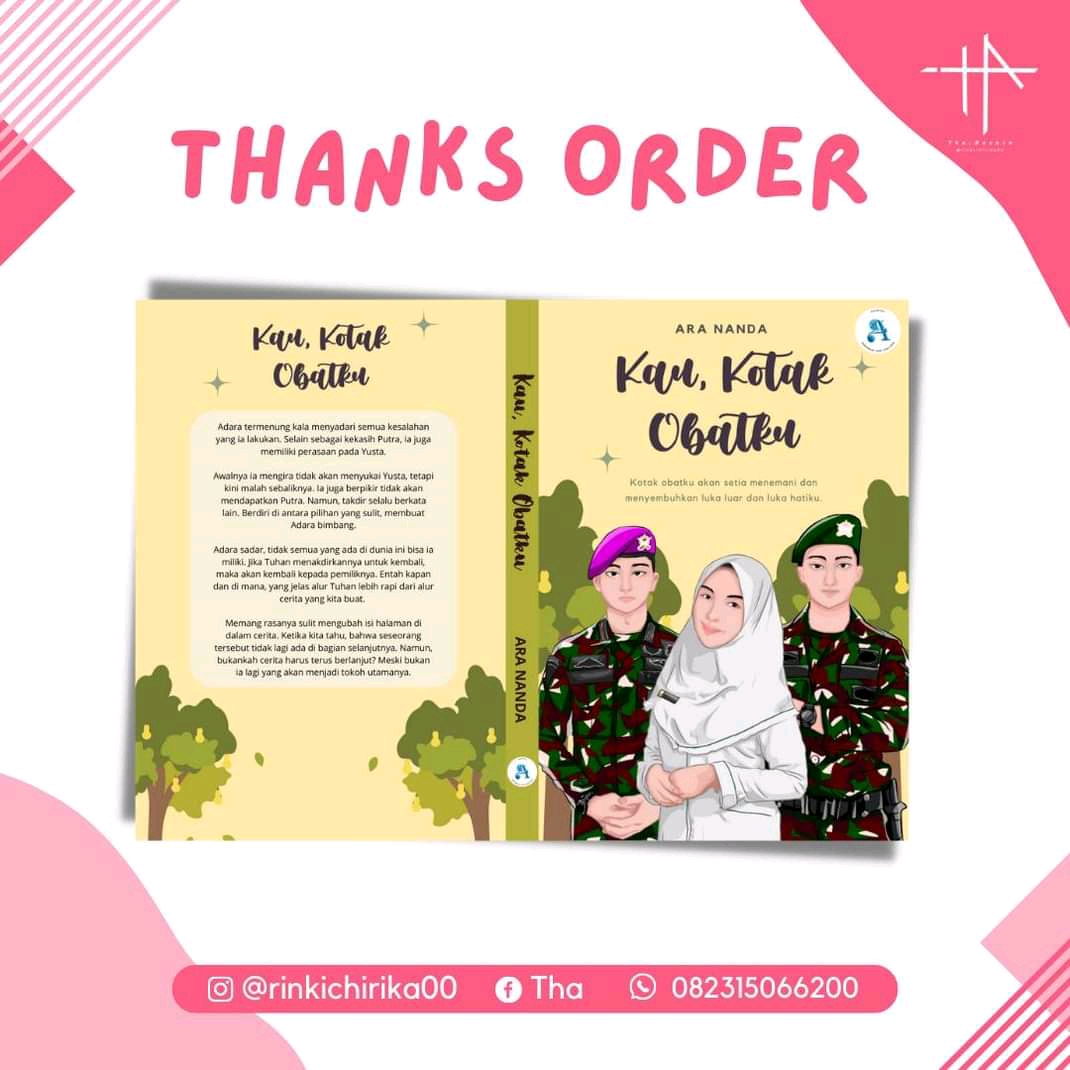 THANKS ORDER
Kau, Kotak
Obatku
Adara termenung kala menyadari semua kesalahan
yang ia lakukan. Selain sebagai kekasih Putra, ia juga
memiliki perasaan pada Yusta.
Awalnya ia mengira tidak akan menyukai Yusta, tetapi
kini malah sebaliknya. Ia juga berpikir tidak akan
mendapatkan Putra. Namun, takdir selalu berkata
lain. Berdiri di antara pilihan yang sulit, membuat
Adara bimbang.
Adara sadar, tidak semua yang ada di dunia ini bisa ia
miliki. Jika Tuhan menakdirkannya untuk kembali,
maka akan kembali kepada pemiliknya. Entah kapan
dan di mana, yang jelas alur Tuhan lebih rapi dari alur
cerita yang kita buat.
Memang rasanya sulit mengubah isi halaman di
dalam cerita. Ketika kita tahu, bahwa seseorang
tersebut tidak lagi ada di bagian selanjutnya. Namun,
bukankah cerita harus terus berlanjut? Meski bukan
ia lagi yang akan menjadi tokoh utamanya.
Kau, Kotak Obatku
ARA NANDA
ARA NANDA
Kau, Kotak
Obatku
Kotak obatku akan setia menemani dan
menyembuhkan luka luar dan luka hatiku.
@rinkichirika00
Tha
082315066200